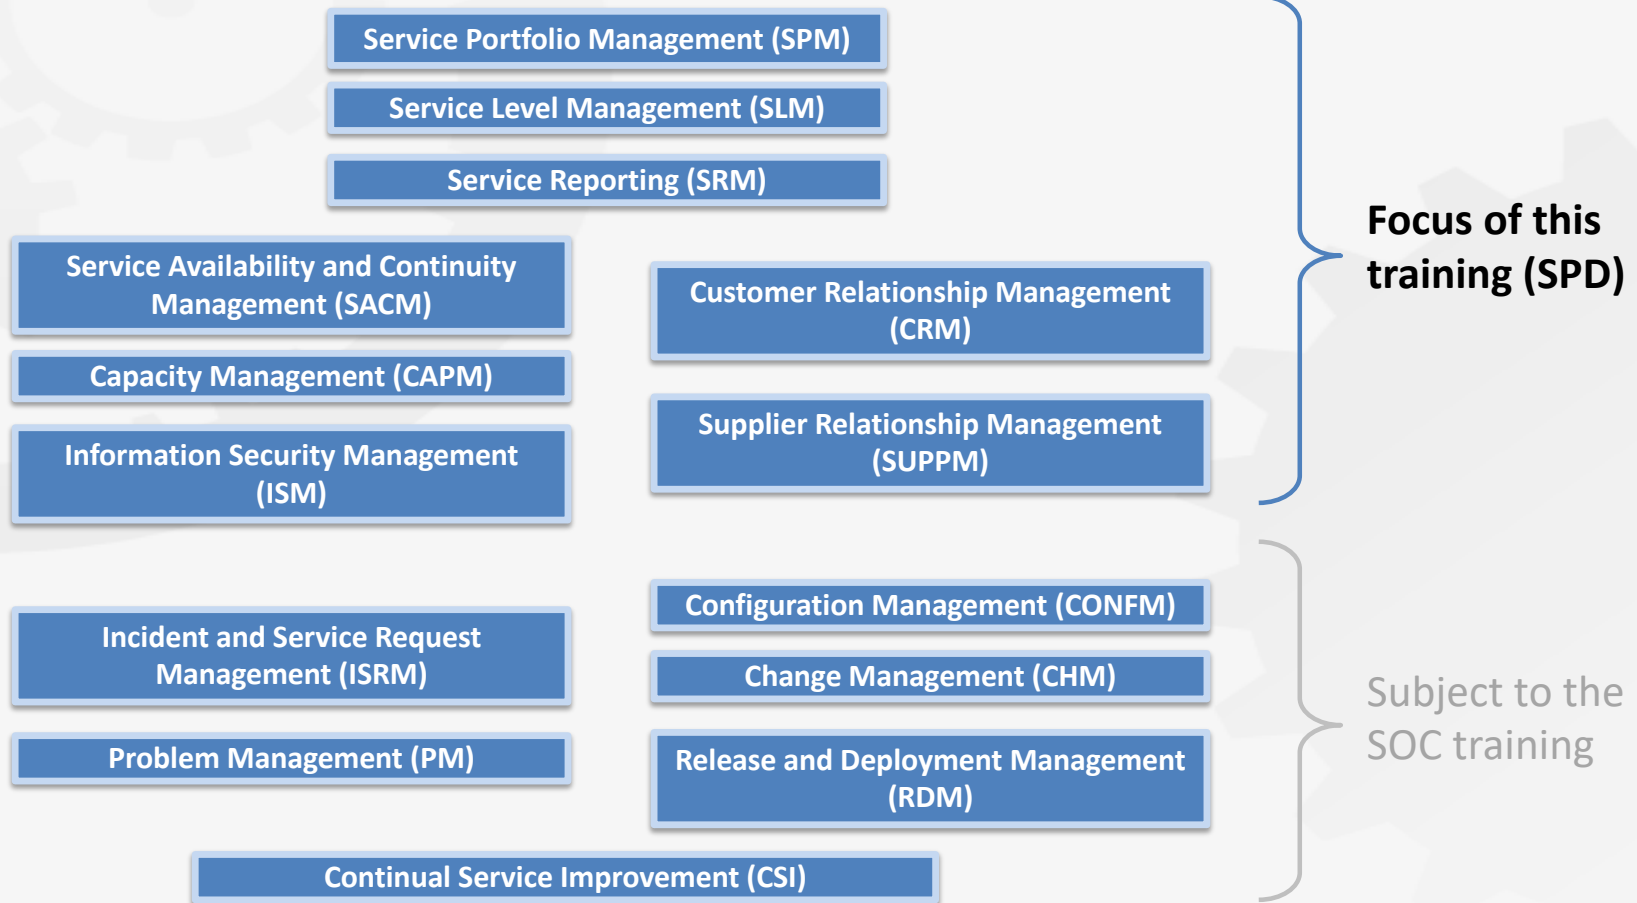 Service Portfolio Management (SPM)
Service Level Management (SLM)
Service Reporting (SRM)
Service Availability and Continuity
Management (SACM)
Capacity Management (CAPM)
Information Security Management
(ISM)
Customer Relationship Management
(CRM)
Supplier Relationship Management
(SUPPM)
Focus of this
training (SPD)
Incident and Service Request
Management (ISRM)
Problem Management (PM)
Configuration Management (CONFM)
Change Management (CHM)
Release and Deployment Management
(RDM)
Continual Service Improvement (CSI)
Subject to the
SOC training